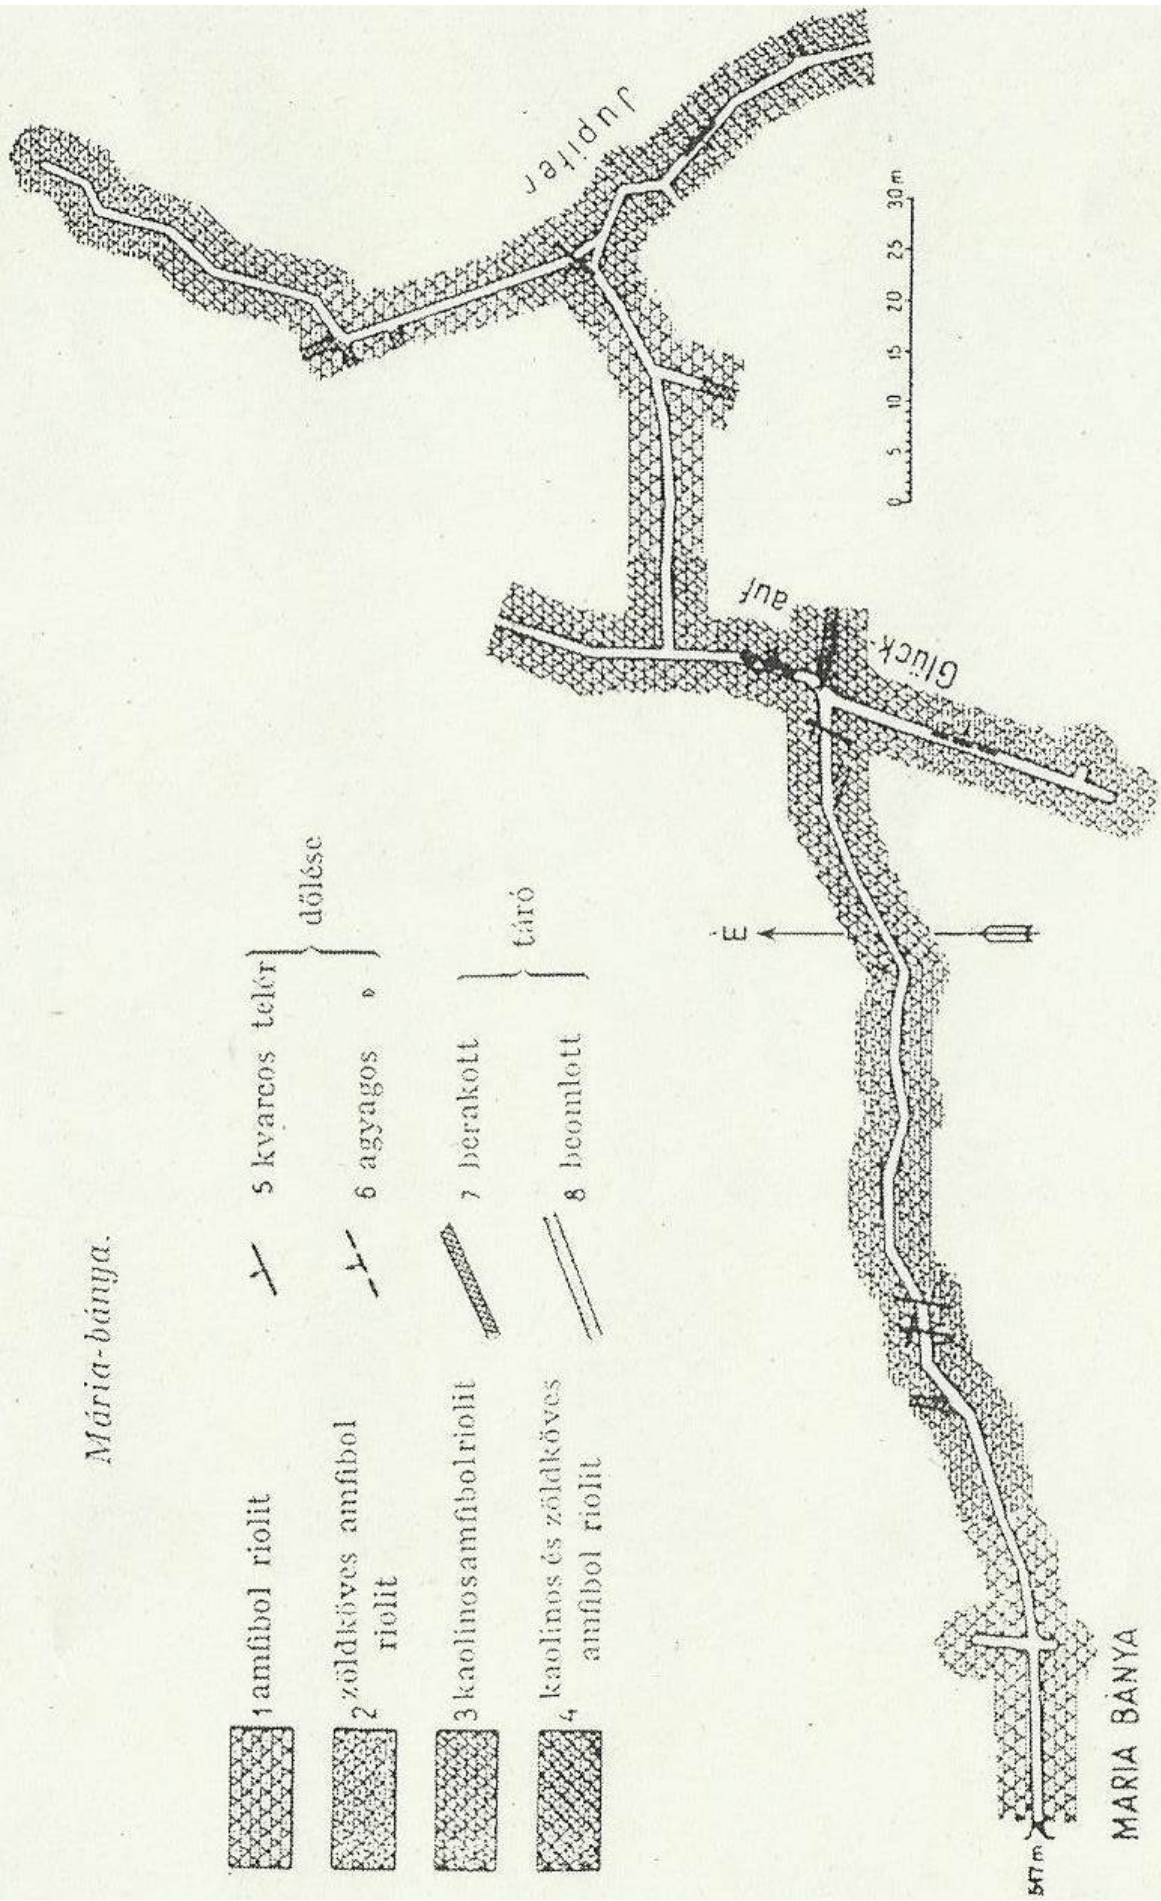 Mária-bánya.
1 amfibol riolit
2 zöldköves amfibol
riolit
3 kaolinosamfibolriolit
4 kaolinos és zöldköves
amfibol riolit
5 kvarcos telér
6 agyagos "
dőlése
7 berakott
8 beomlott
táró
Jupiter
Glück-
auf
É
0 5 10 15 20 25 30 m
517 m
MÁRIA BÁNYA